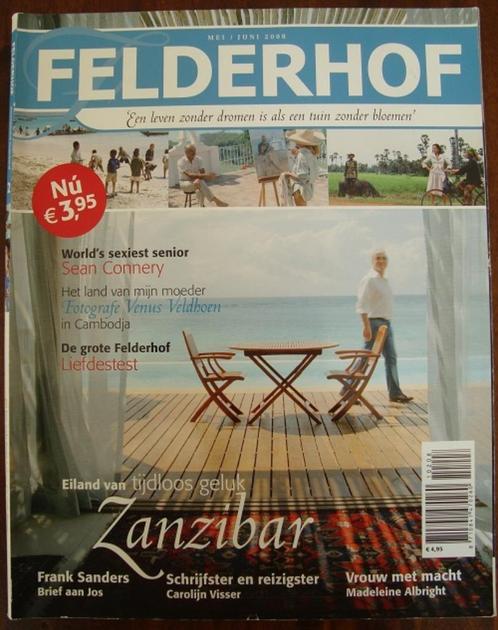 MEI / JUNI 2008
FELDERHOF
'Een leven zonder dromen is als een tuin zonder bloemen'
Nú
€ 3,95
World's sexiest senior
Sean Connery
Het land van mijn moeder
Fotografe Venus Veldhoen
in Cambodja
De grote Felderhof
Liefdestest
Eiland van tijdloos geluk
Zanzibar
€ 4,95
Frank Sanders
Brief aan Jos
Schrijfster en reizigster
Carolijn Visser
Vrouw met macht
Madeleine Albright